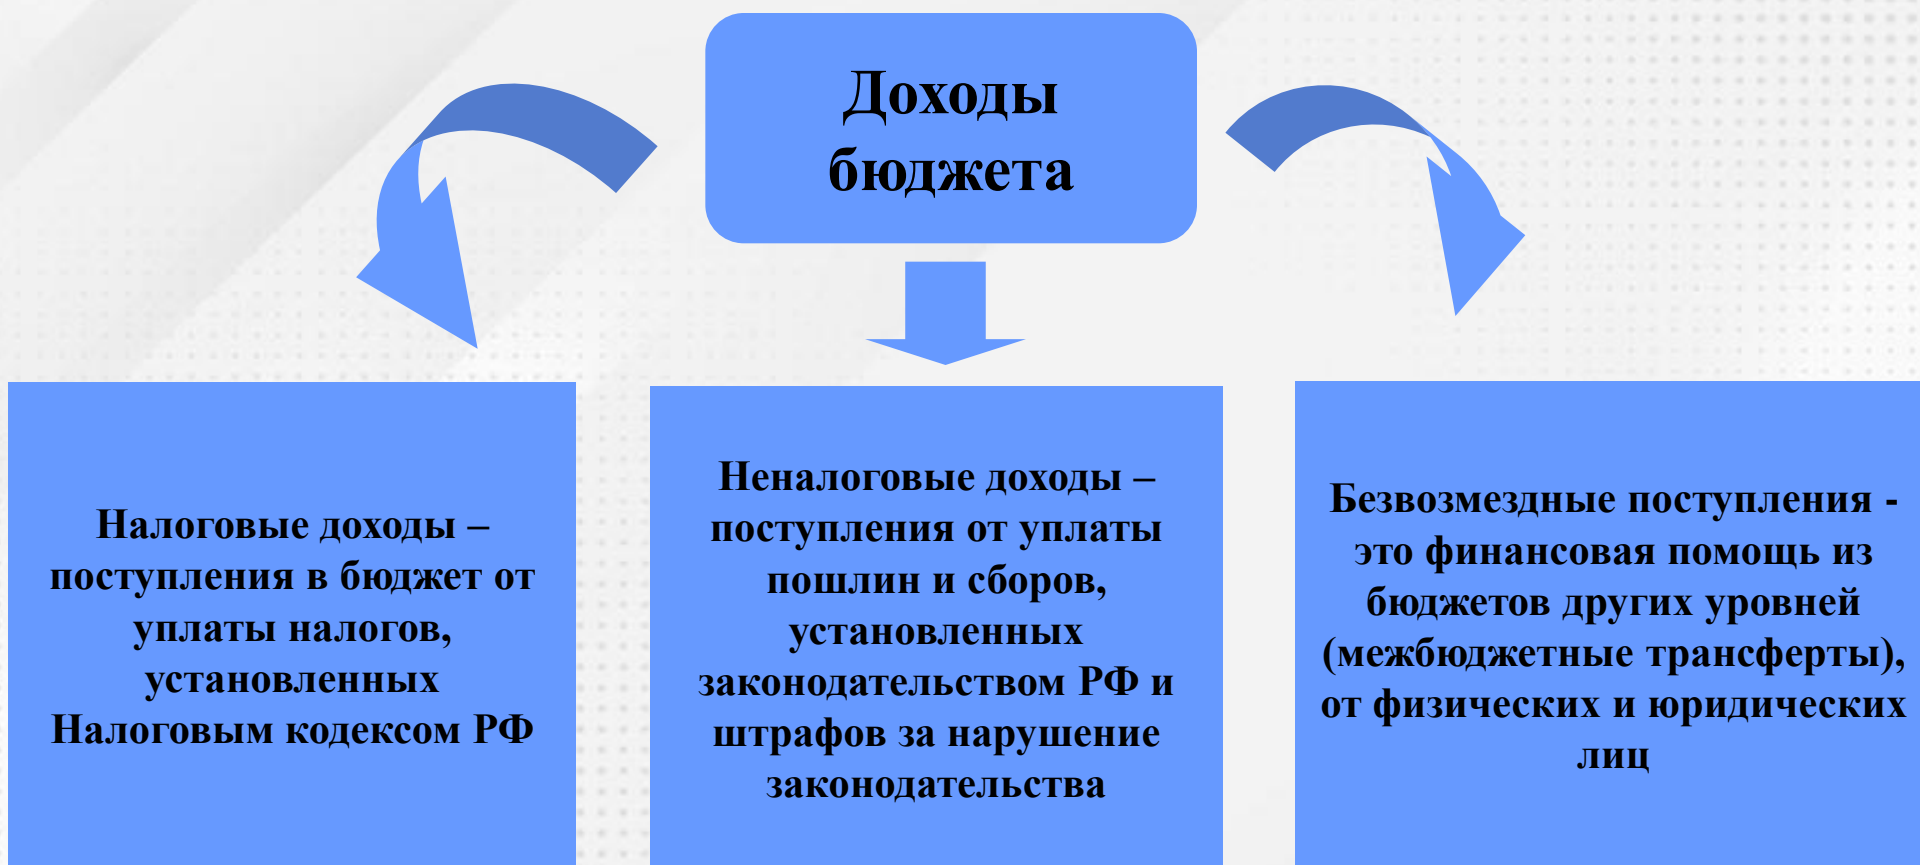 Доходы
бюджета
Налоговые доходы –
поступления в бюджет от
уплаты налогов,
установленных
Налоговым кодексом РФ
Неналоговые доходы –
поступления от уплаты
пошлин и сборов,
установленных
законодательством РФ и
штрафов за нарушение
законодательства
Безвозмездные поступления -
это финансовая помощь из
бюджетов других уровней
(межбюджетные трансферты),
от физических и юридических
лиц